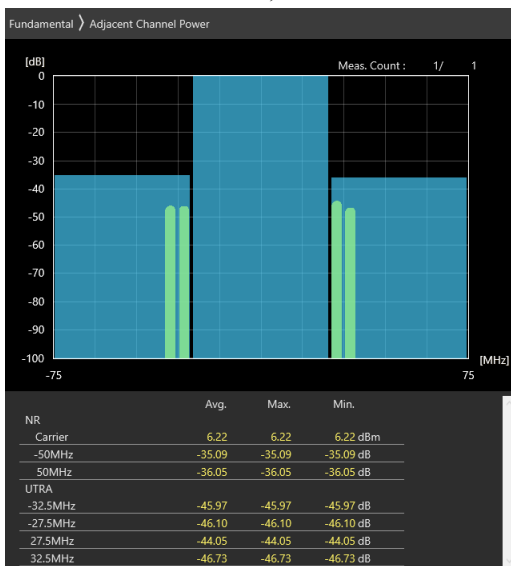 Fundamental 〉 Adjacent Channel Power
[dB]
Meas. Count : 1/ 1
0
-10
-20
-30
-40
-50
-60
-70
-80
-90
-100
[MHz]
-75 75
Avg. Max. Min.
NR
Carrier 6.22 6.22 6.22 dBm
-50MHz -35.09 -35.09 -35.09 dB
50MHz -36.05 -36.05 -36.05 dB
UTRA
-32.5MHz -45.97 -45.97 -45.97 dB
-27.5MHz -46.10 -46.10 -46.10 dB
27.5MHz -44.05 -44.05 -44.05 dB
32.5MHz -46.73 -46.73 -46.73 dB